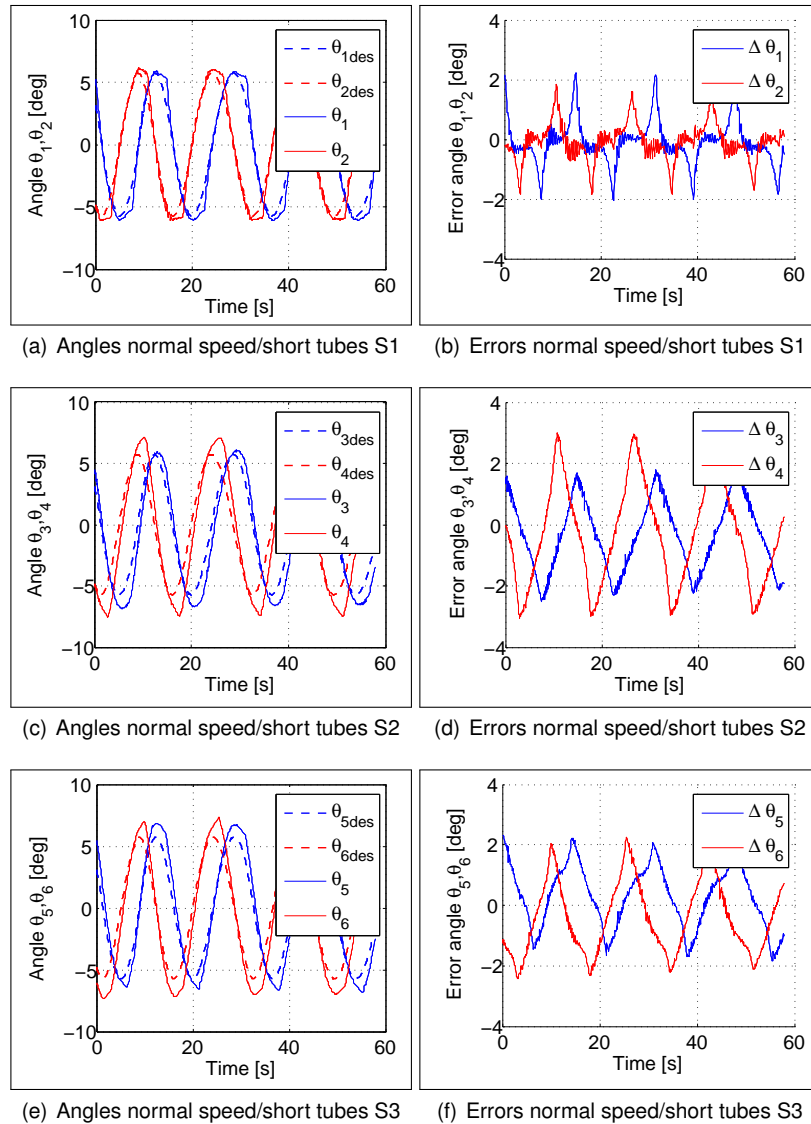 10
5
0
−5
−10
0
20
40
60
Time [s]
Angle θ1,θ2 [deg]
θ1des
θ2des
θ1
θ2
(a) Angles normal speed/short tubes S1
4
2
0
−2
−4
0
20
40
60
Time [s]
Error angle θ1,θ2 [deg]
Δ θ1
Δ θ2
(b) Errors normal speed/short tubes S1
10
5
0
−5
−10
0
20
40
60
Time [s]
Angle θ3,θ4 [deg]
θ3des
θ4des
θ3
θ4
(c) Angles normal speed/short tubes S2
4
2
0
−2
−4
0
20
40
60
Time [s]
Error angle θ3,θ4 [deg]
Δ θ3
Δ θ4
(d) Errors normal speed/short tubes S2
10
5
0
−5
−10
0
20
40
60
Time [s]
Angle θ5,θ6 [deg]
θ5des
θ6des
θ5
θ6
(e) Angles normal speed/short tubes S3
4
2
0
−2
−4
0
20
40
60
Time [s]
Error angle θ5,θ6 [deg]
Δ θ5
Δ θ6
(f) Errors normal speed/short tubes S3